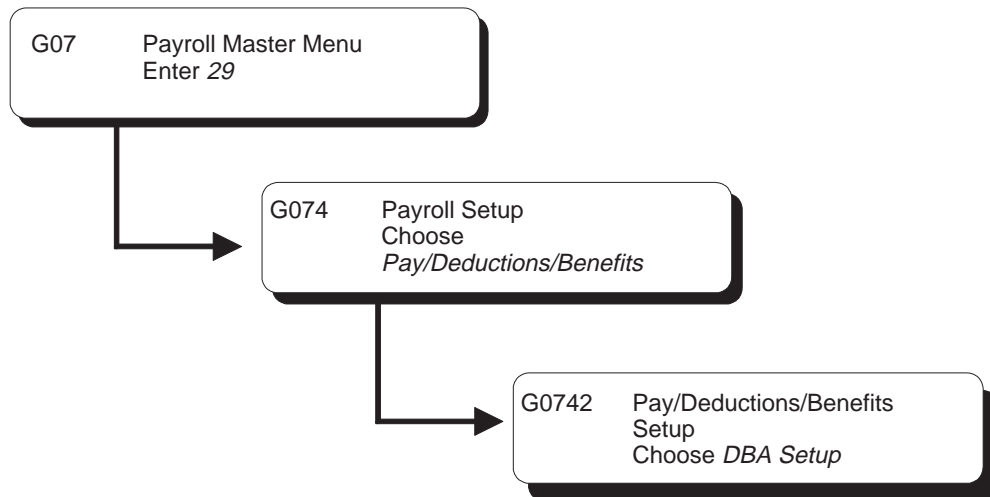 G07 Payroll Master Menu
Enter 29
G074 Payroll Setup
Choose
Pay/Deductions/Benefits
G0742 Pay/Deductions/Benefits
Setup
Choose DBA Setup